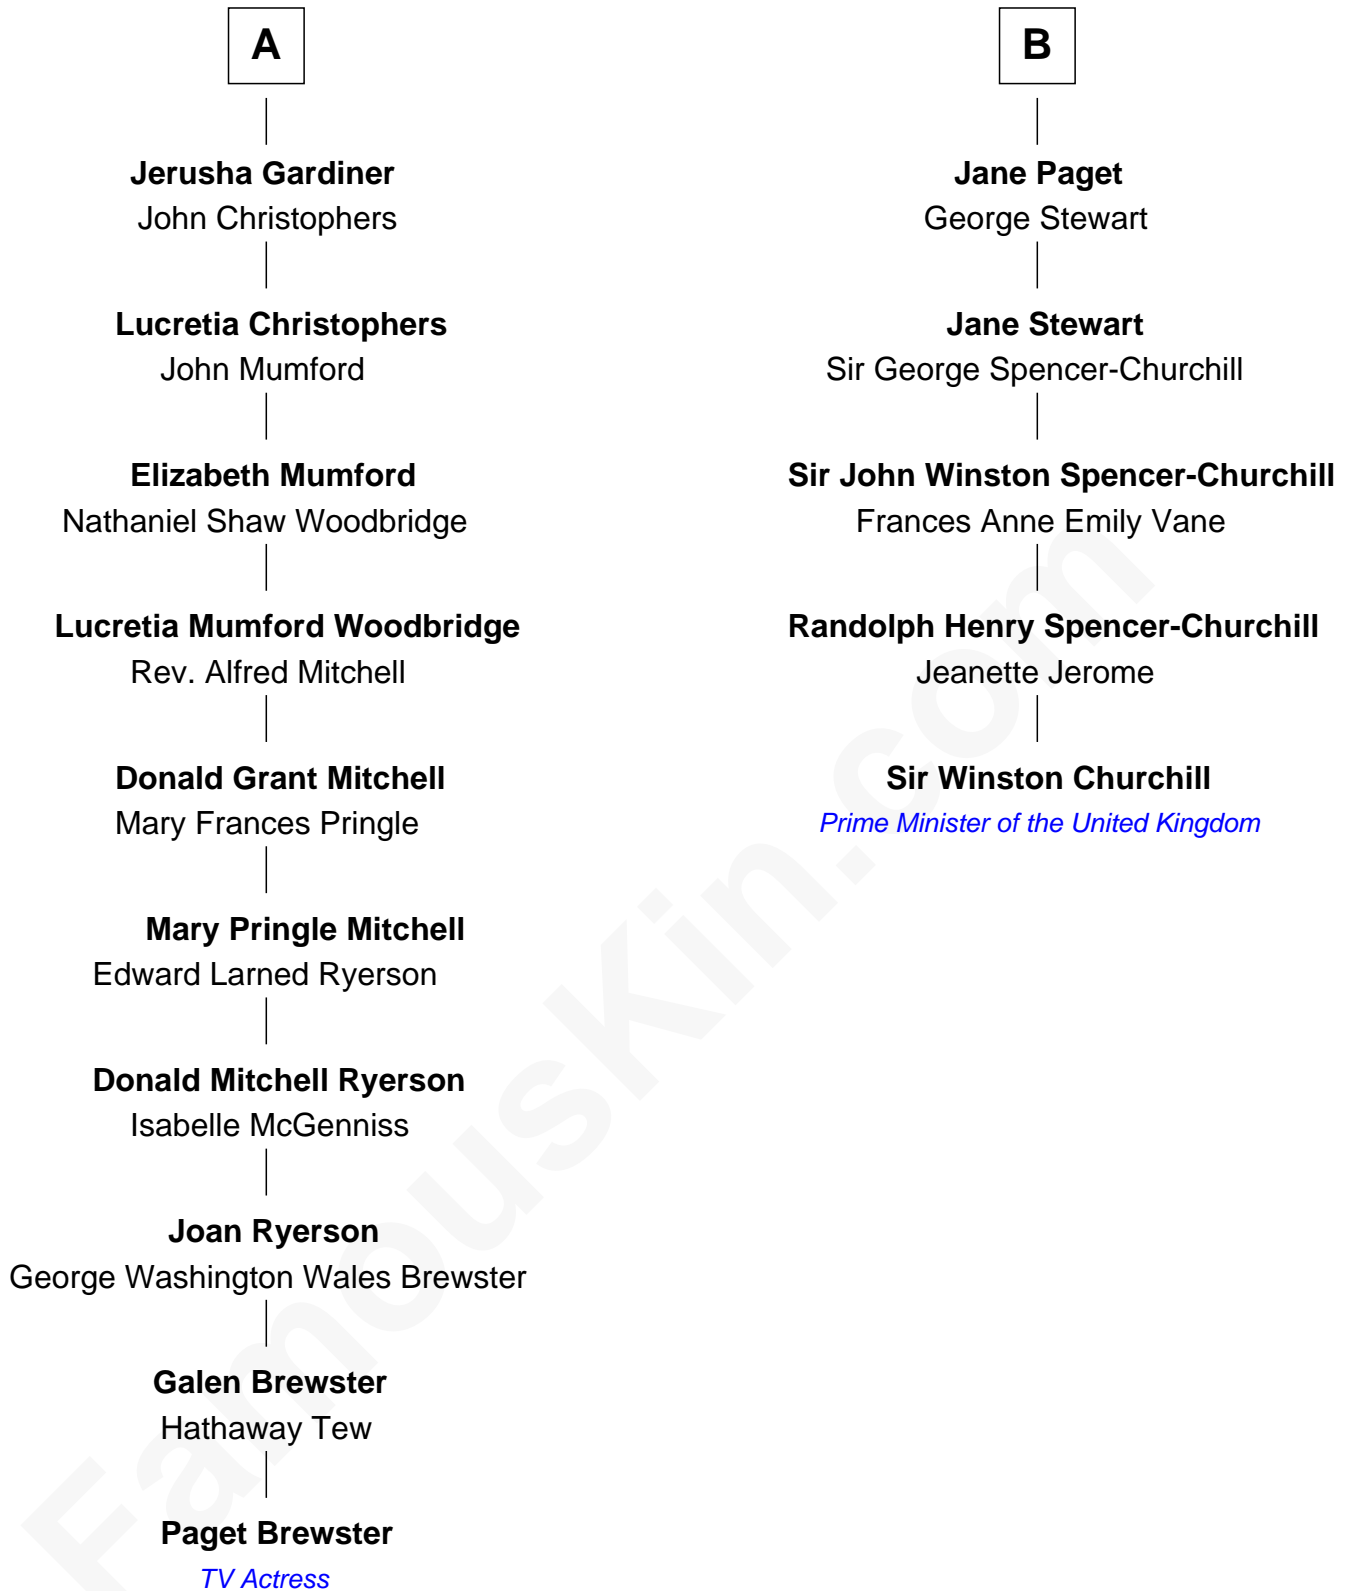 A
Jerusha Gardiner
John Christophers
Lucretia Christophers
John Mumford
Elizabeth Mumford
Nathaniel Shaw Woodbridge
Lucretia Mumford Woodbridge
Rev. Alfred Mitchell
Donald Grant Mitchell
Mary Frances Pringle
Mary Pringle Mitchell
Edward Larned Ryerson
Donald Mitchell Ryerson
Isabelle McGenniss
Joan Ryerson
George Washington Wales Brewster
Galen Brewster
Hathaway Tew
Paget Brewster
TV Actress
B
Jane Paget
George Stewart
Jane Stewart
Sir George Spencer-Churchill
Sir John Winston Spencer-Churchill
Frances Anne Emily Vane
Randolph Henry Spencer-Churchill
Jeanette Jerome
Sir Winston Churchill
Prime Minister of the United Kingdom
FamousKin.com